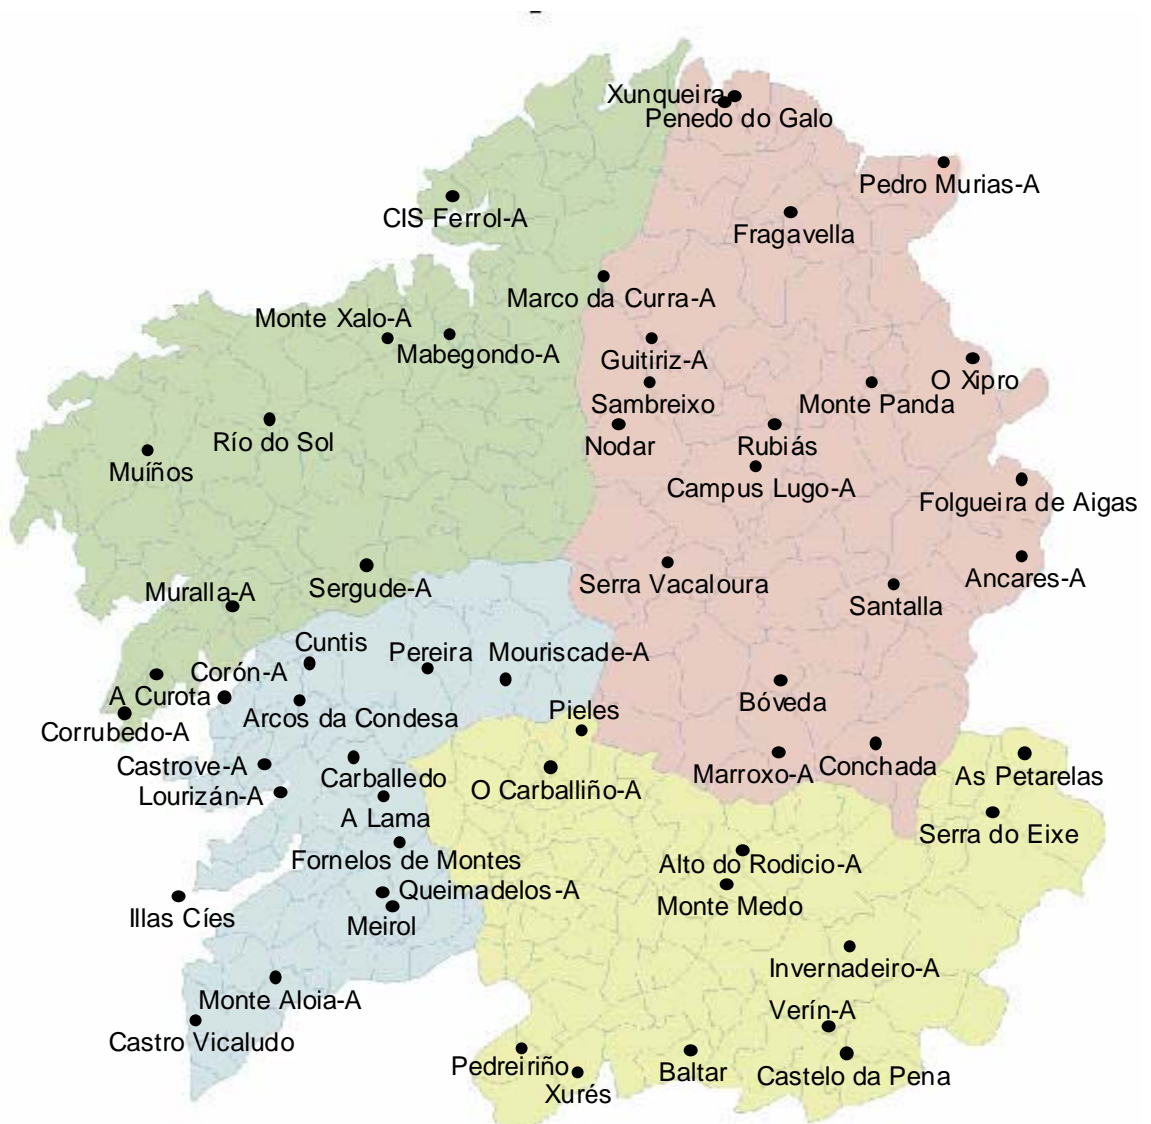 Xunqueira
Penedo do Galo
Pedro Murias-A
CIS Ferrol-A
Fragavella
Marco da Curra-A
Monte Xalo-A
Mabegondo-A
Guitiriz-A
O Xipro
Sambreixo
Monte Panda
Río do Sol
Nodar
Rubiás
Muíños
Campus Lugo-A
Folgueira de Aigas
Ancares-A
Sergude-A
Serra Vacaloura
Muralla-A
Santalla
Cuntis
Pereira
Mouriscade-A
Corón-A
A Curota
Bóveda
Arcos da Condesa
Pieles
Corrubedo-A
Castrove-A
Carballedo
Marroxo-A
Conchada
As Petarelas
O Carballiño-A
Lourizán-A
A Lama
Serra do Eixe
Fornelos de Montes
Alto do Rodicio-A
Queimadelos-A
Monte Medo
Illas Cíes
Meirol
Invernadeiro-A
Monte Aloia-A
Verín-A
Castro Vicaludo
Pedreiriño
Baltar
Castelo da Pena
Xurés